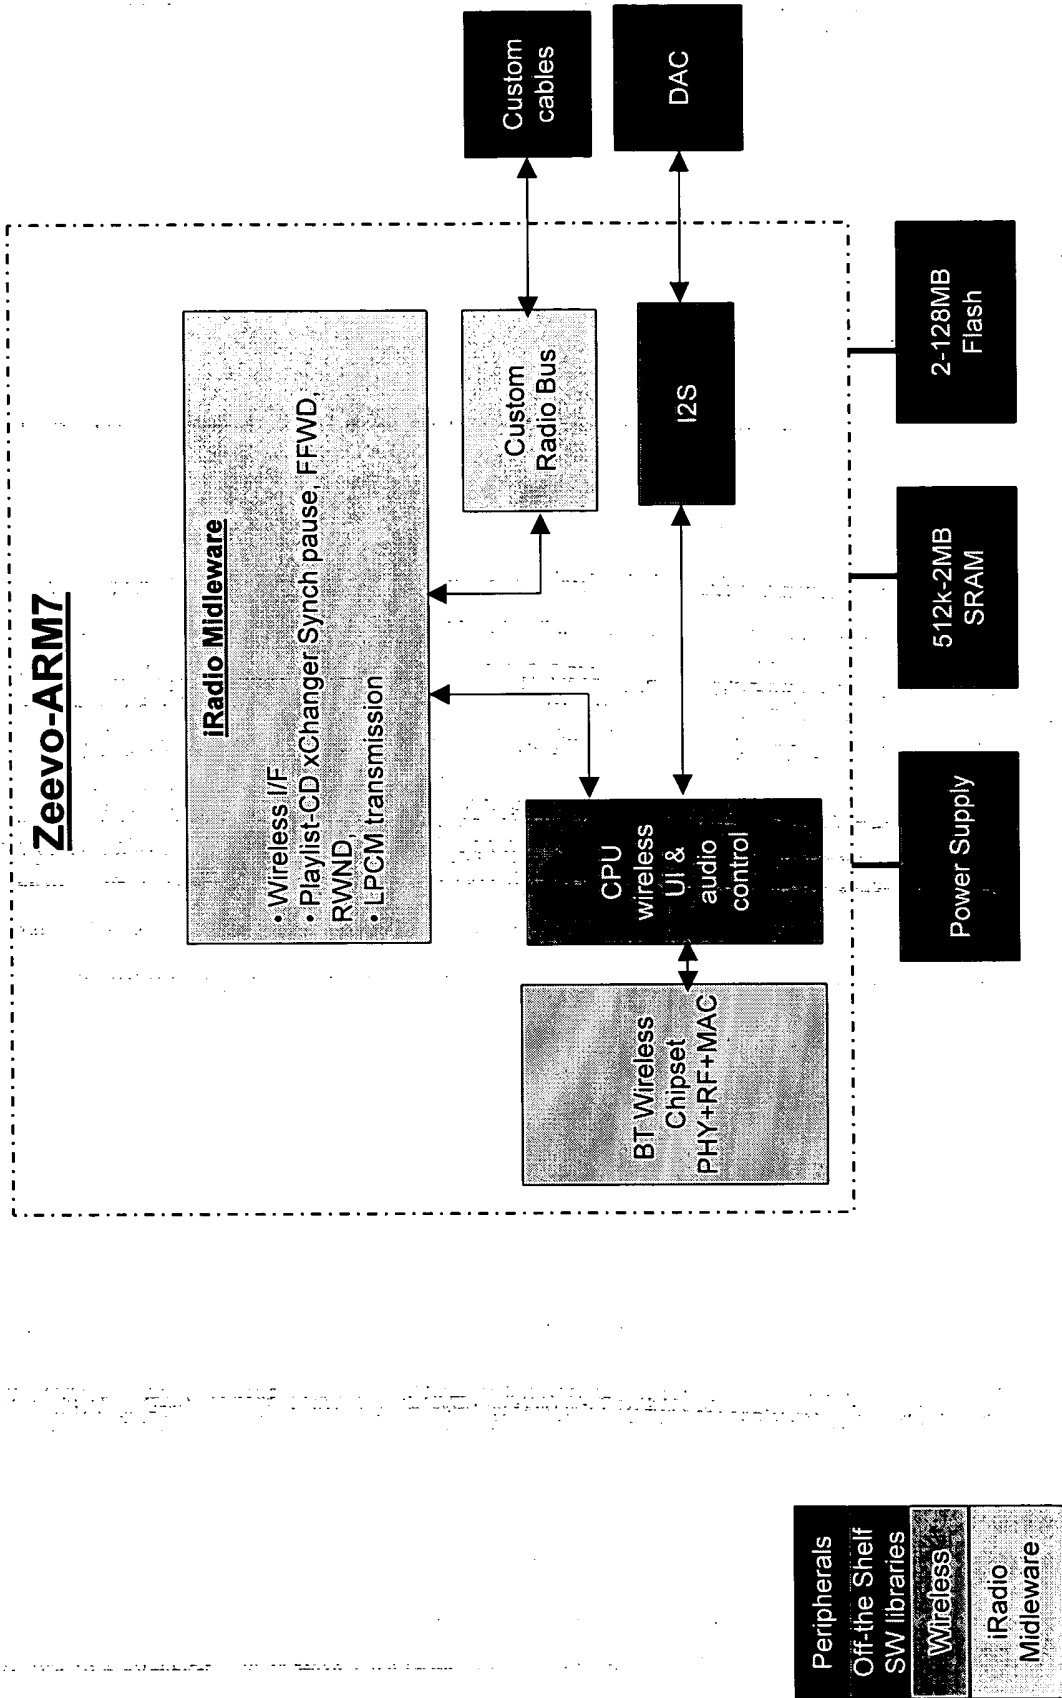 Zeevo-ARM7
iRadio Midleware
• Wireless I/F
• Playlist-CD xChanger Synch pause, FFWD,
RWND,
• LPCM transmission
BT Wireless
Chipset
PHY+RF+MAC
CPU
wireless
UI &
audio
control
Custom
Radio Bus
I2S
Custom
cables
DAC
Power Supply
512k-2MB
SRAM
2-128MB
Flash
Peripherals
Off-the Shelf
SW libraries
Wireless
iRadio
Midleware